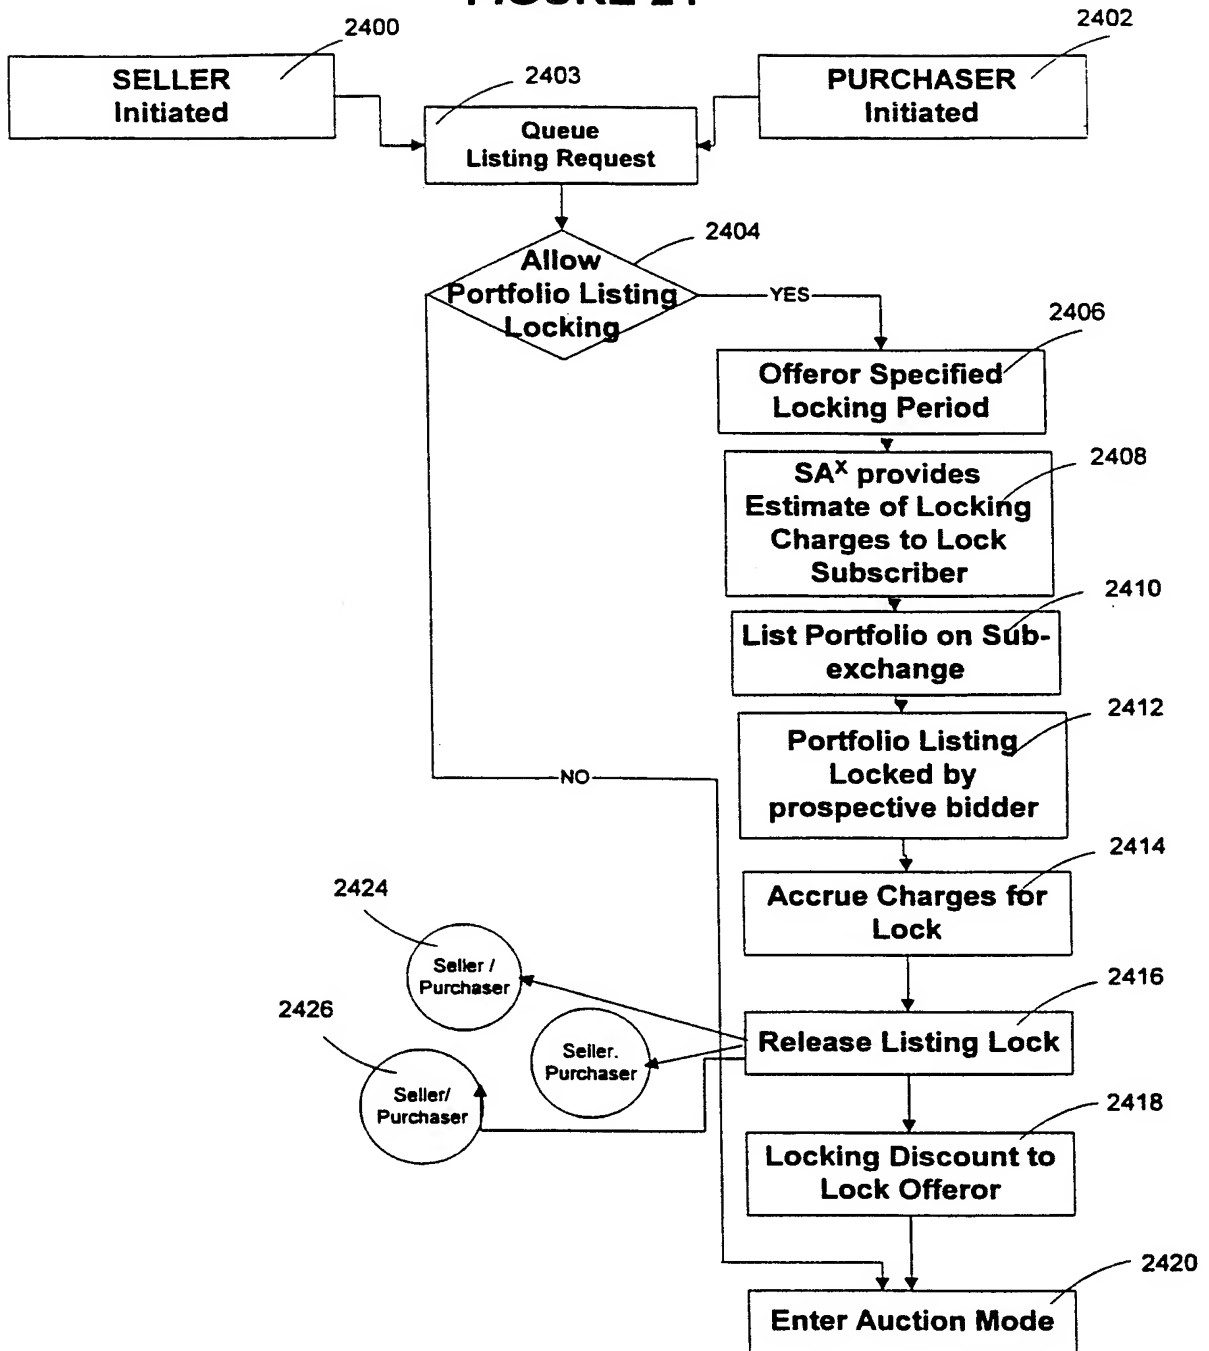 2400
2402
SELLER
Initiated
2403
PURCHASER
Initiated
Queue
Listing Request
2404
Allow
Portfolio Listing
Locking
YES
2406
Offeror Specified
Locking Period
2408
SAX provides
Estimate of Locking
Charges to Lock
Subscriber
2410
List Portfolio on Sub-
exchange
2412
Portfolio Listing
Locked by
prospective bidder
NO
2414
Accrue Charges for
Lock
2424
Seller /
Purchaser
2416
Release Listing Lock
2426
Seller.
Purchaser
Seller/
Purchaser
2418
Locking Discount to
Lock Offeror
2420
Enter Auction Mode